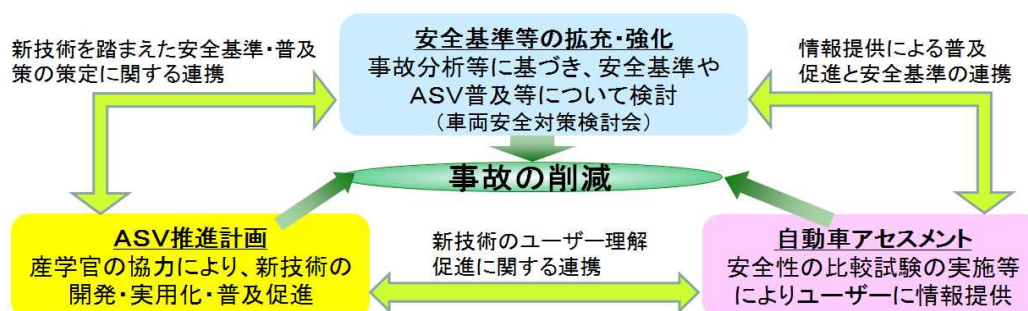 新技術を踏まえた安全基準・普及
策の策定に関する連携
安全基準等の拡充・強化
事故分析等に基づき、安全基準や
ASV普及等について検討
(車両安全対策検討会)
情報提供による普及
促進と安全基準の連携
事故の削減
ASV推進計画
産学官の協力により、新技術の
開発・実用化・普及促進
新技術のユーザー理解
促進に関する連携
自動車アセスメント
安全性の比較試験の実施等
によりユーザーに情報提供